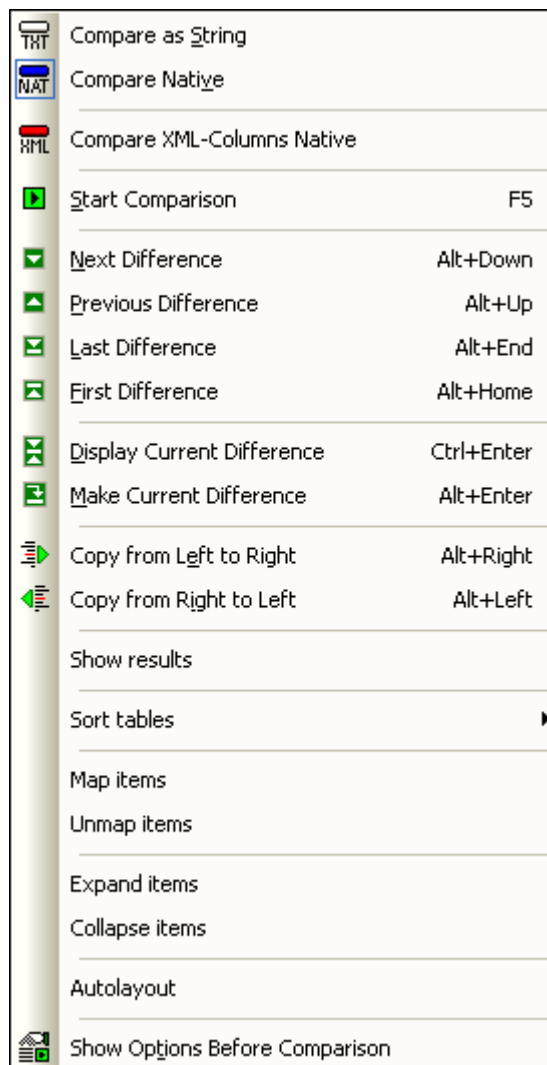 TXT Compare as String
NAT Compare Native
XML Compare XML-Columns Native
Start Comparison F5
Next Difference Alt+Down
Previous Difference Alt+Up
Last Difference Alt+End
First Difference Alt+Home
Display Current Difference Ctrl+Enter
Make Current Difference Alt+Enter
Copy from Left to Right Alt+Right
Copy from Right to Left Alt+Left
Show results
Sort tables
Map items
Unmap items
Expand items
Collapse items
Autolayout
Show Options Before Comparison